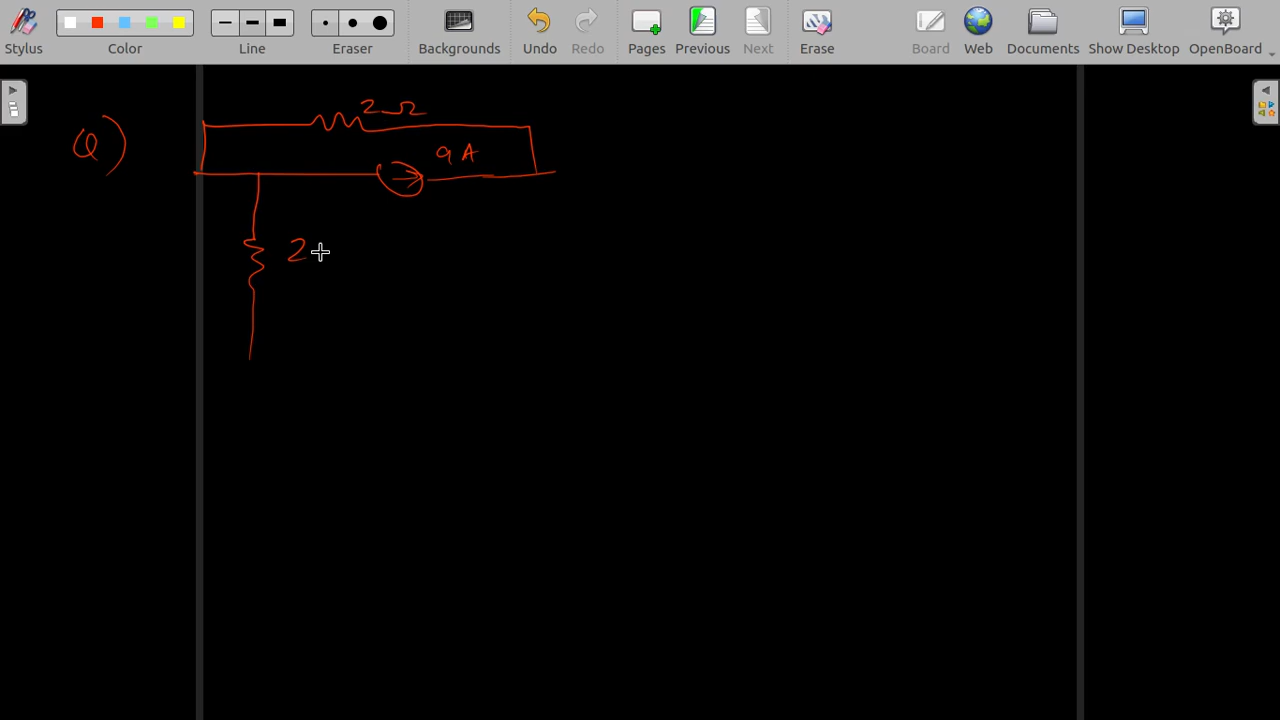 Stylus
Color
Line
Eraser
Backgrounds
Undo
Redo
Pages
Previous
Next
Erase
Board
Web
Documents
Show Desktop
OpenBoard
Q)
2Ω
9 A
2